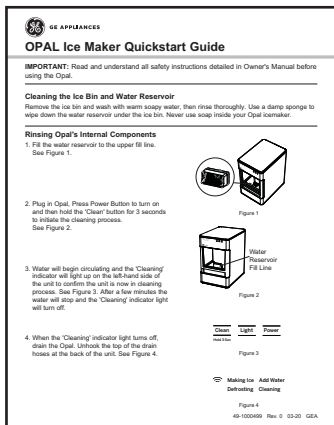 GE APPLIANCES
OPAL Ice Maker Quickstart Guide
IMPORTANT: Read and understand all safety instructions detailed in Owner's Manual before
using the Opal.
Cleaning the Ice Bin and Water Reservoir
Remove the ice bin and wash with warm soapy water, then rinse thoroughly. Use a damp sponge to
wipe down the water reservoir under the ice bin. Never use soap inside your Opal icemaker.
Rinsing Opal's Internal Components
1. Fill the water reservoir to the upper fill line.
See Figure 1.
Figure 1
2. Plug in Opal, Press Power Button to turn on
and then hold the 'Clean' button for 3 seconds
to initiate the cleaning process.
See Figure 2.
Water
Reservoir
Fill Line
Figure 2
3. Water will begin circulating and the 'Cleaning'
indicator will light up on the left-hand side of
the unit to confirm the unit is now in cleaning
process. See Figure 3. After a few minutes the
water will stop and the 'Cleaning' indicator light
will turn off.
Clean Light Power
Hold 3 Sec
Figure 3
4. When the 'Cleaning' indicator light turns off,
drain the Opal. Unhook the top of the drain
hoses at the back of the unit. See Figure 4.
Making Ice Add Water
Defrosting Cleaning
Figure 4
49-1000499 Rev. 0 03-20 GEA